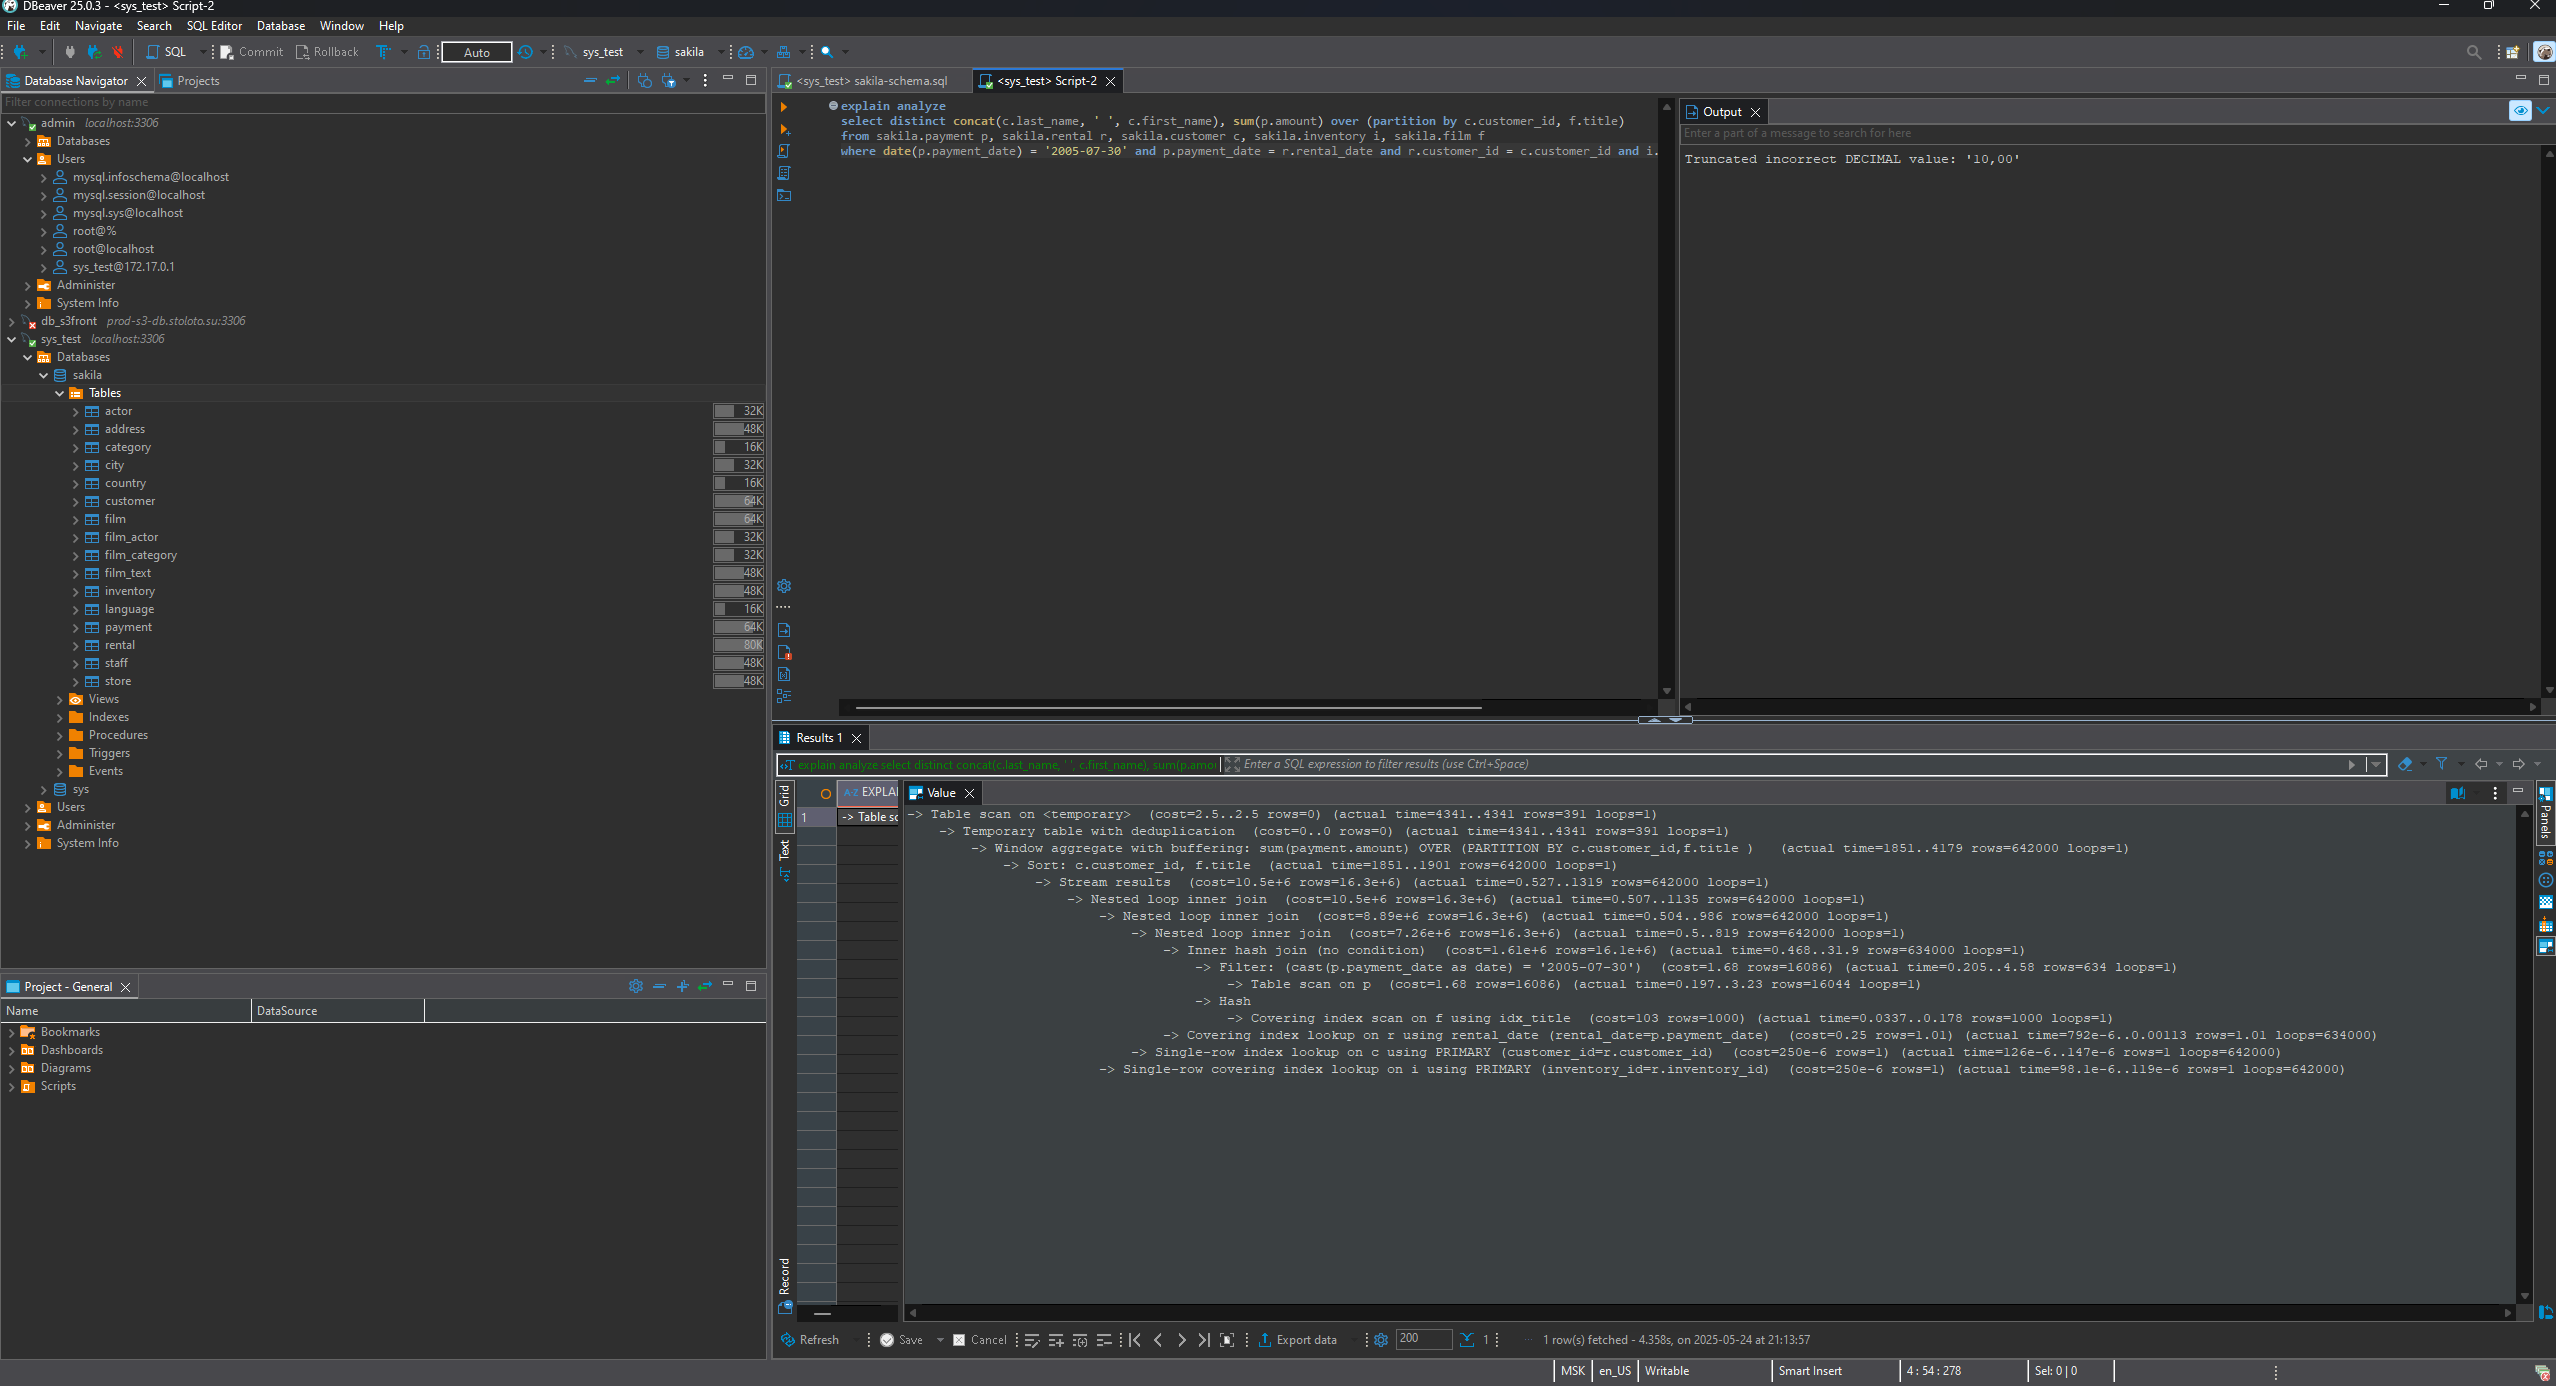 DBeaver 25.0.3 - <sys_test> Script-2
File Edit Navigate Search SQL Editor Database Window Help
SQL Commit Rollback T Auto sys_test sakila
Database Navigator Projects
Filter connections by name
admin localhost:3306
Databases
Users
mysql.infoschema@localhost
mysql.session@localhost
mysql.sys@localhost
root@%
root@localhost
sys_test@172.17.0.1
Administer
System Info
db_s3front prod-s3-db.stoloto.su:3306
sys_test localhost:3306
Databases
sakila
Tables
actor 32K
address 48K
category 16K
city 32K
country 16K
customer 64K
film 64K
film_actor 32K
film_category 32K
film_text 48K
inventory 48K
language 16K
payment 64K
rental 80K
staff 48K
store 48K
Views
Indexes
Procedures
Triggers
Events
sys
Users
Administer
System Info
Project - General
Name DataSource
Bookmarks
Dashboards
Diagrams
Scripts
<sys_test> sakila-schema.sql <sys_test> Script-2
explain analyze
select distinct concat(c.last_name, ' ', c.first_name), sum(p.amount) over (partition by c.customer_id, f.title)
from sakila.payment p, sakila.rental r, sakila.customer c, sakila.inventory i, sakila.film f
where date(p.payment_date) = '2005-07-30' and p.payment_date = r.rental_date and r.customer_id = c.customer_id and i.
Output
Enter a part of a message to search for here
Truncated incorrect DECIMAL value: '10,00'
Results 1
explain analyze select distinct concat(c.last_name, ' ', c.first_name), sum(p.amou Enter a SQL expression to filter results (use Ctrl+Space)
Grid
Text
Record
A-Z EXPLAI
1 -> Table sc
Value
-> Table scan on <temporary>  (cost=2.5..2.5 rows=0) (actual time=4341..4341 rows=391 loops=1)
-> Temporary table with deduplication  (cost=0..0 rows=0) (actual time=4341..4341 rows=391 loops=1)
-> Window aggregate with buffering: sum(payment.amount) OVER (PARTITION BY c.customer_id,f.title )   (actual time=1851..4179 rows=642000 loops=1)
-> Sort: c.customer_id, f.title  (actual time=1851..1901 rows=642000 loops=1)
-> Stream results  (cost=10.5e+6 rows=16.3e+6) (actual time=0.527..1319 rows=642000 loops=1)
-> Nested loop inner join  (cost=10.5e+6 rows=16.3e+6) (actual time=0.507..1135 rows=642000 loops=1)
-> Nested loop inner join  (cost=8.89e+6 rows=16.3e+6) (actual time=0.504..986 rows=642000 loops=1)
-> Nested loop inner join  (cost=7.26e+6 rows=16.3e+6) (actual time=0.5..819 rows=642000 loops=1)
-> Inner hash join (no condition)  (cost=1.61e+6 rows=16.1e+6) (actual time=0.468..31.9 rows=634000 loops=1)
-> Filter: (cast(p.payment_date as date) = '2005-07-30')  (cost=1.68 rows=16086) (actual time=0.205..4.58 rows=634 loops=1)
-> Table scan on p  (cost=1.68 rows=16086) (actual time=0.197..3.23 rows=16044 loops=1)
-> Hash
-> Covering index scan on f using idx_title  (cost=103 rows=1000) (actual time=0.0337..0.178 rows=1000 loops=1)
-> Covering index lookup on r using rental_date (rental_date=p.payment_date)  (cost=0.25 rows=1.01) (actual time=792e-6..0.00113 rows=1.01 loops=634000)
-> Single-row index lookup on c using PRIMARY (customer_id=r.customer_id)  (cost=250e-6 rows=1) (actual time=126e-6..147e-6 rows=1 loops=642000)
-> Single-row covering index lookup on i using PRIMARY (inventory_id=r.inventory_id)  (cost=250e-6 rows=1) (actual time=98.1e-6..119e-6 rows=1 loops=642000)
Panels
Refresh Save Cancel Export data 200 1 1 row(s) fetched - 4.358s, on 2025-05-24 at 21:13:57
MSK en_US Writable Smart Insert 4 : 54 : 278 Sel: 0 | 0